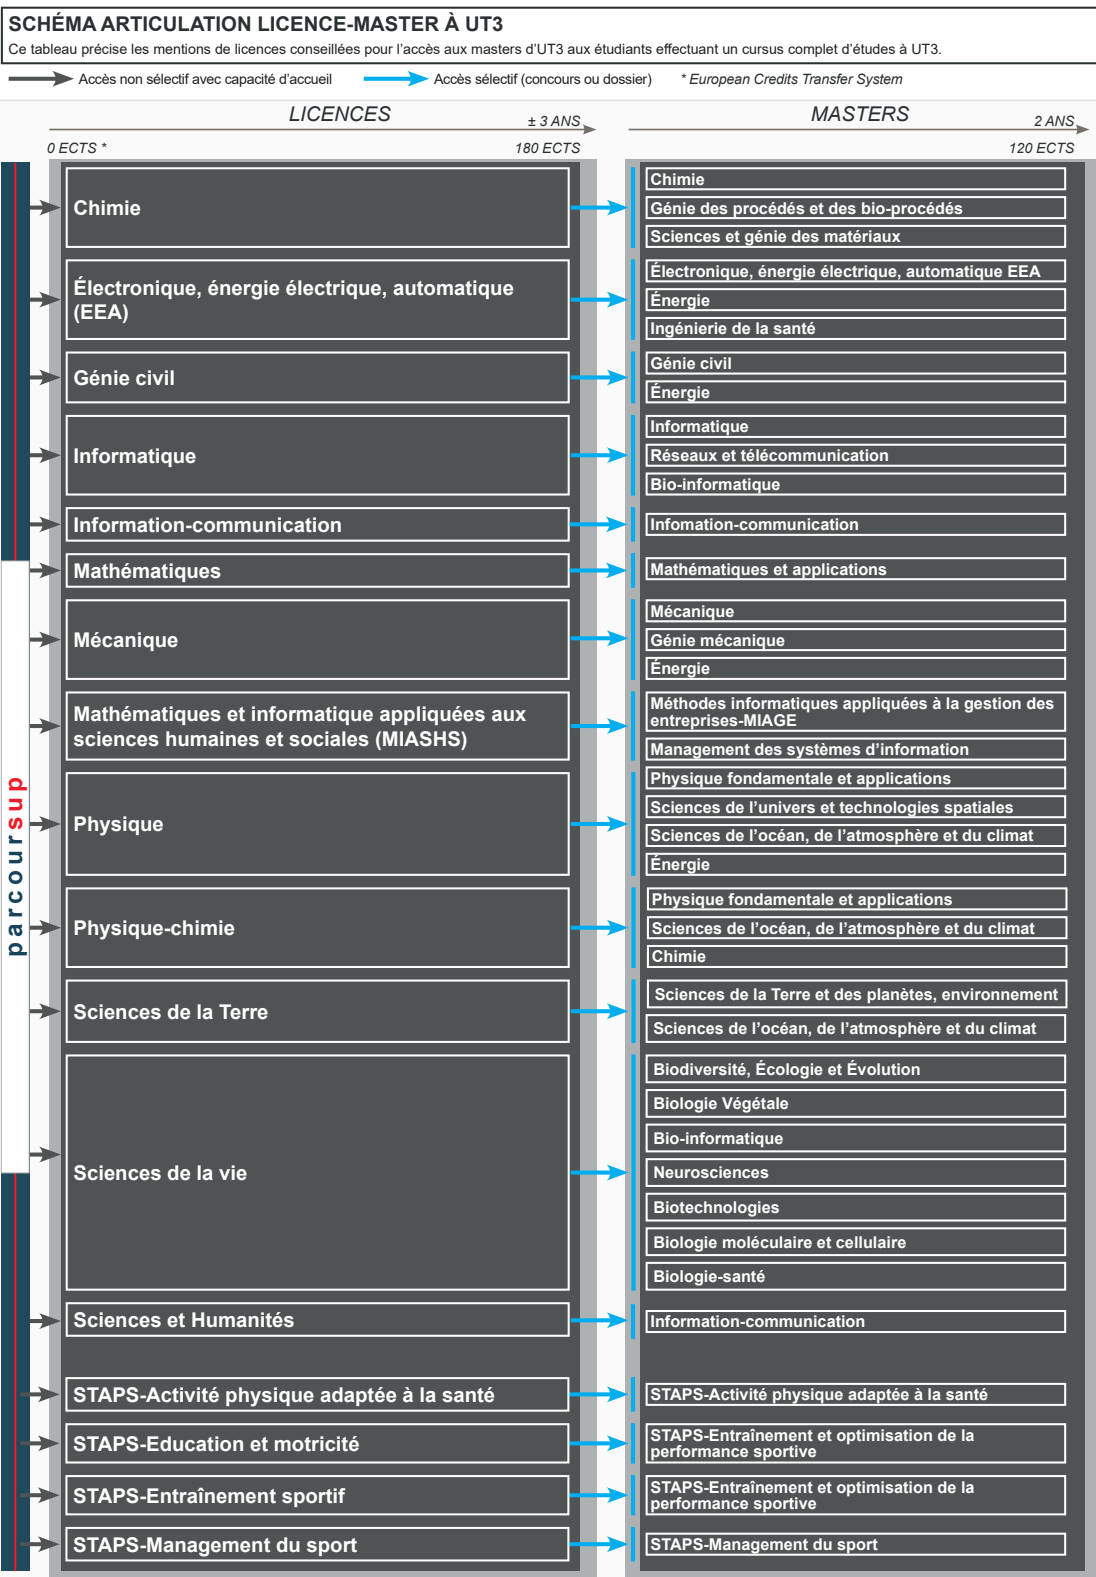 SCHÉMA ARTICULATION LICENCE-MASTER À UT3
Ce tableau précise les mentions de licences conseillées pour l'accès aux masters d'UT3 aux étudiants effectuant un cursus complet d'études à UT3.
Accès non sélectif avec capacité d'accueil
Accès sélectif (concours ou dossier)
* European Credits Transfer System
LICENCES
± 3 ANS
MASTERS
2 ANS
0 ECTS *
180 ECTS
120 ECTS
parcoursup
Chimie
Chimie
Génie des procédés et des bio-procédés
Sciences et génie des matériaux
Électronique, énergie électrique, automatique
(EEA)
Électronique, énergie électrique, automatique EEA
Énergie
Ingénierie de la santé
Génie civil
Génie civil
Énergie
Informatique
Informatique
Réseaux et télécommunication
Bio-informatique
Information-communication
Infomation-communication
Mathématiques
Mathématiques et applications
Mécanique
Mécanique
Génie mécanique
Énergie
Mathématiques et informatique appliquées aux
sciences humaines et sociales (MIASHS)
Méthodes informatiques appliquées à la gestion des
entreprises-MIAGE
Management des systèmes d'information
Physique
Physique fondamentale et applications
Sciences de l'univers et technologies spatiales
Sciences de l'océan, de l'atmosphère et du climat
Énergie
Physique-chimie
Physique fondamentale et applications
Sciences de l'océan, de l'atmosphère et du climat
Chimie
Sciences de la Terre
Sciences de la Terre et des planètes, environnement
Sciences de l'océan, de l'atmosphère et du climat
Sciences de la vie
Biodiversité, Écologie et Évolution
Biologie Végétale
Bio-informatique
Neurosciences
Biotechnologies
Biologie moléculaire et cellulaire
Biologie-santé
Sciences et Humanités
Information-communication
STAPS-Activité physique adaptée à la santé
STAPS-Activité physique adaptée à la santé
STAPS-Education et motricité
STAPS-Entraînement et optimisation de la
performance sportive
STAPS-Entraînement sportif
STAPS-Entraînement et optimisation de la
performance sportive
STAPS-Management du sport
STAPS-Management du sport